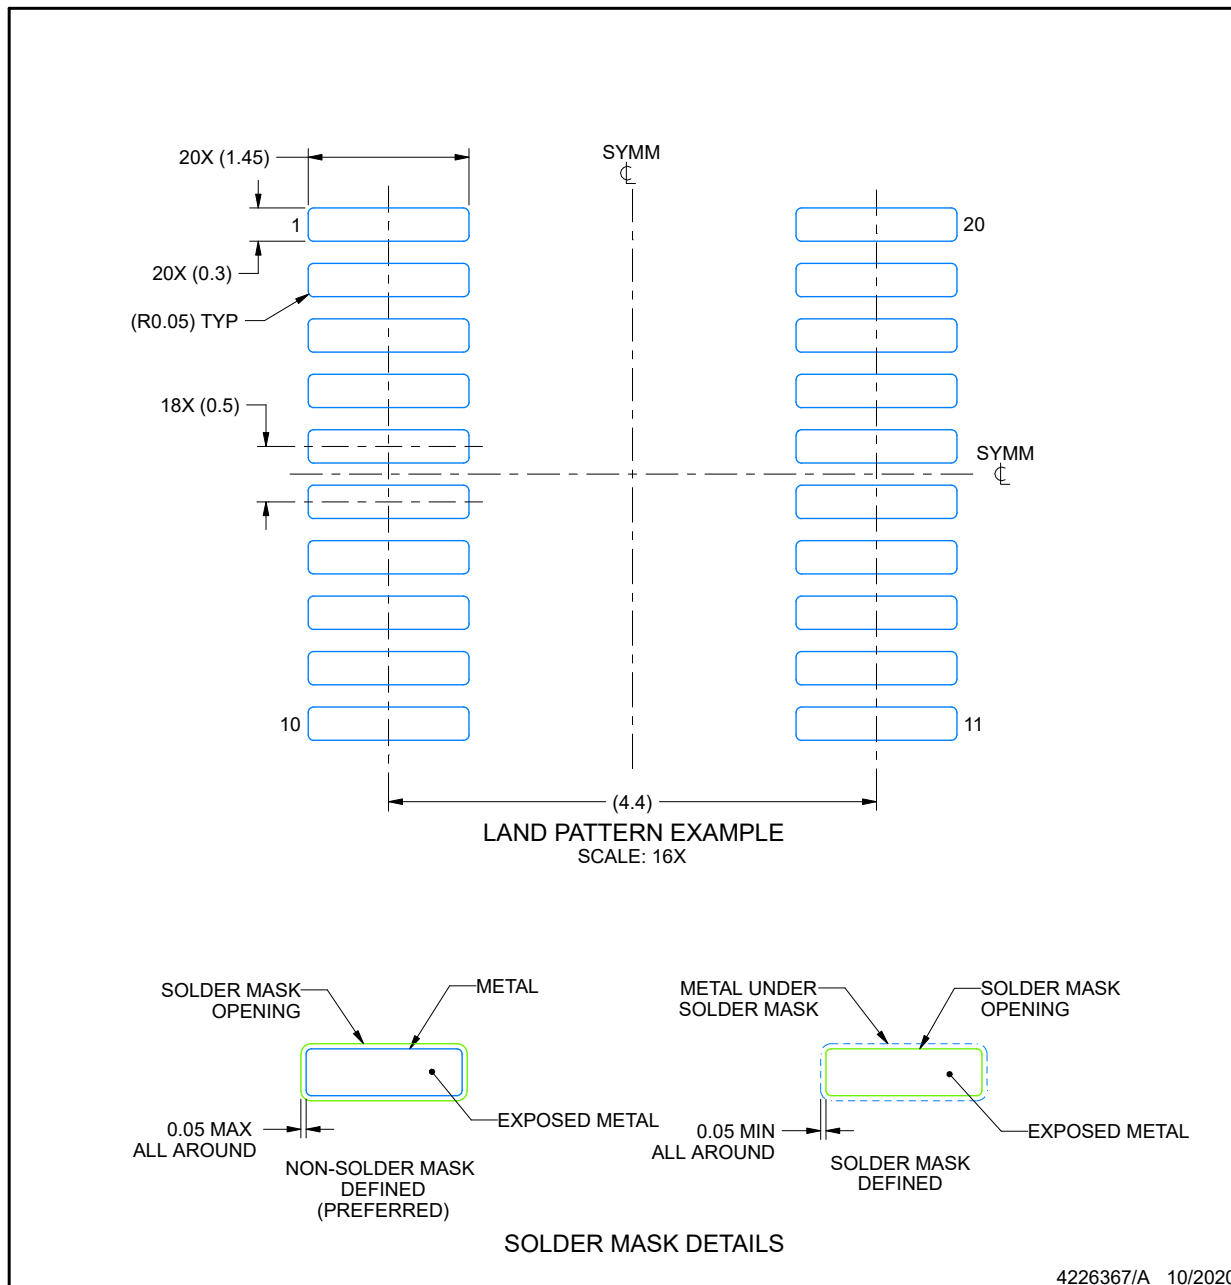 20X (1.45)
SYMM
1
20
20X (0.3)
(R0.05) TYP
18X (0.5)
SYMM
10
11
(4.4)
LAND PATTERN EXAMPLE
SCALE: 16X
SOLDER MASK
OPENING
METAL
EXPOSED METAL
0.05 MAX
ALL AROUND
NON-SOLDER MASK
DEFINED
(PREFERRED)
METAL UNDER
SOLDER MASK
SOLDER MASK
OPENING
EXPOSED METAL
0.05 MIN
ALL AROUND
SOLDER MASK
DEFINED
SOLDER MASK DETAILS
4226367/A 10/2020